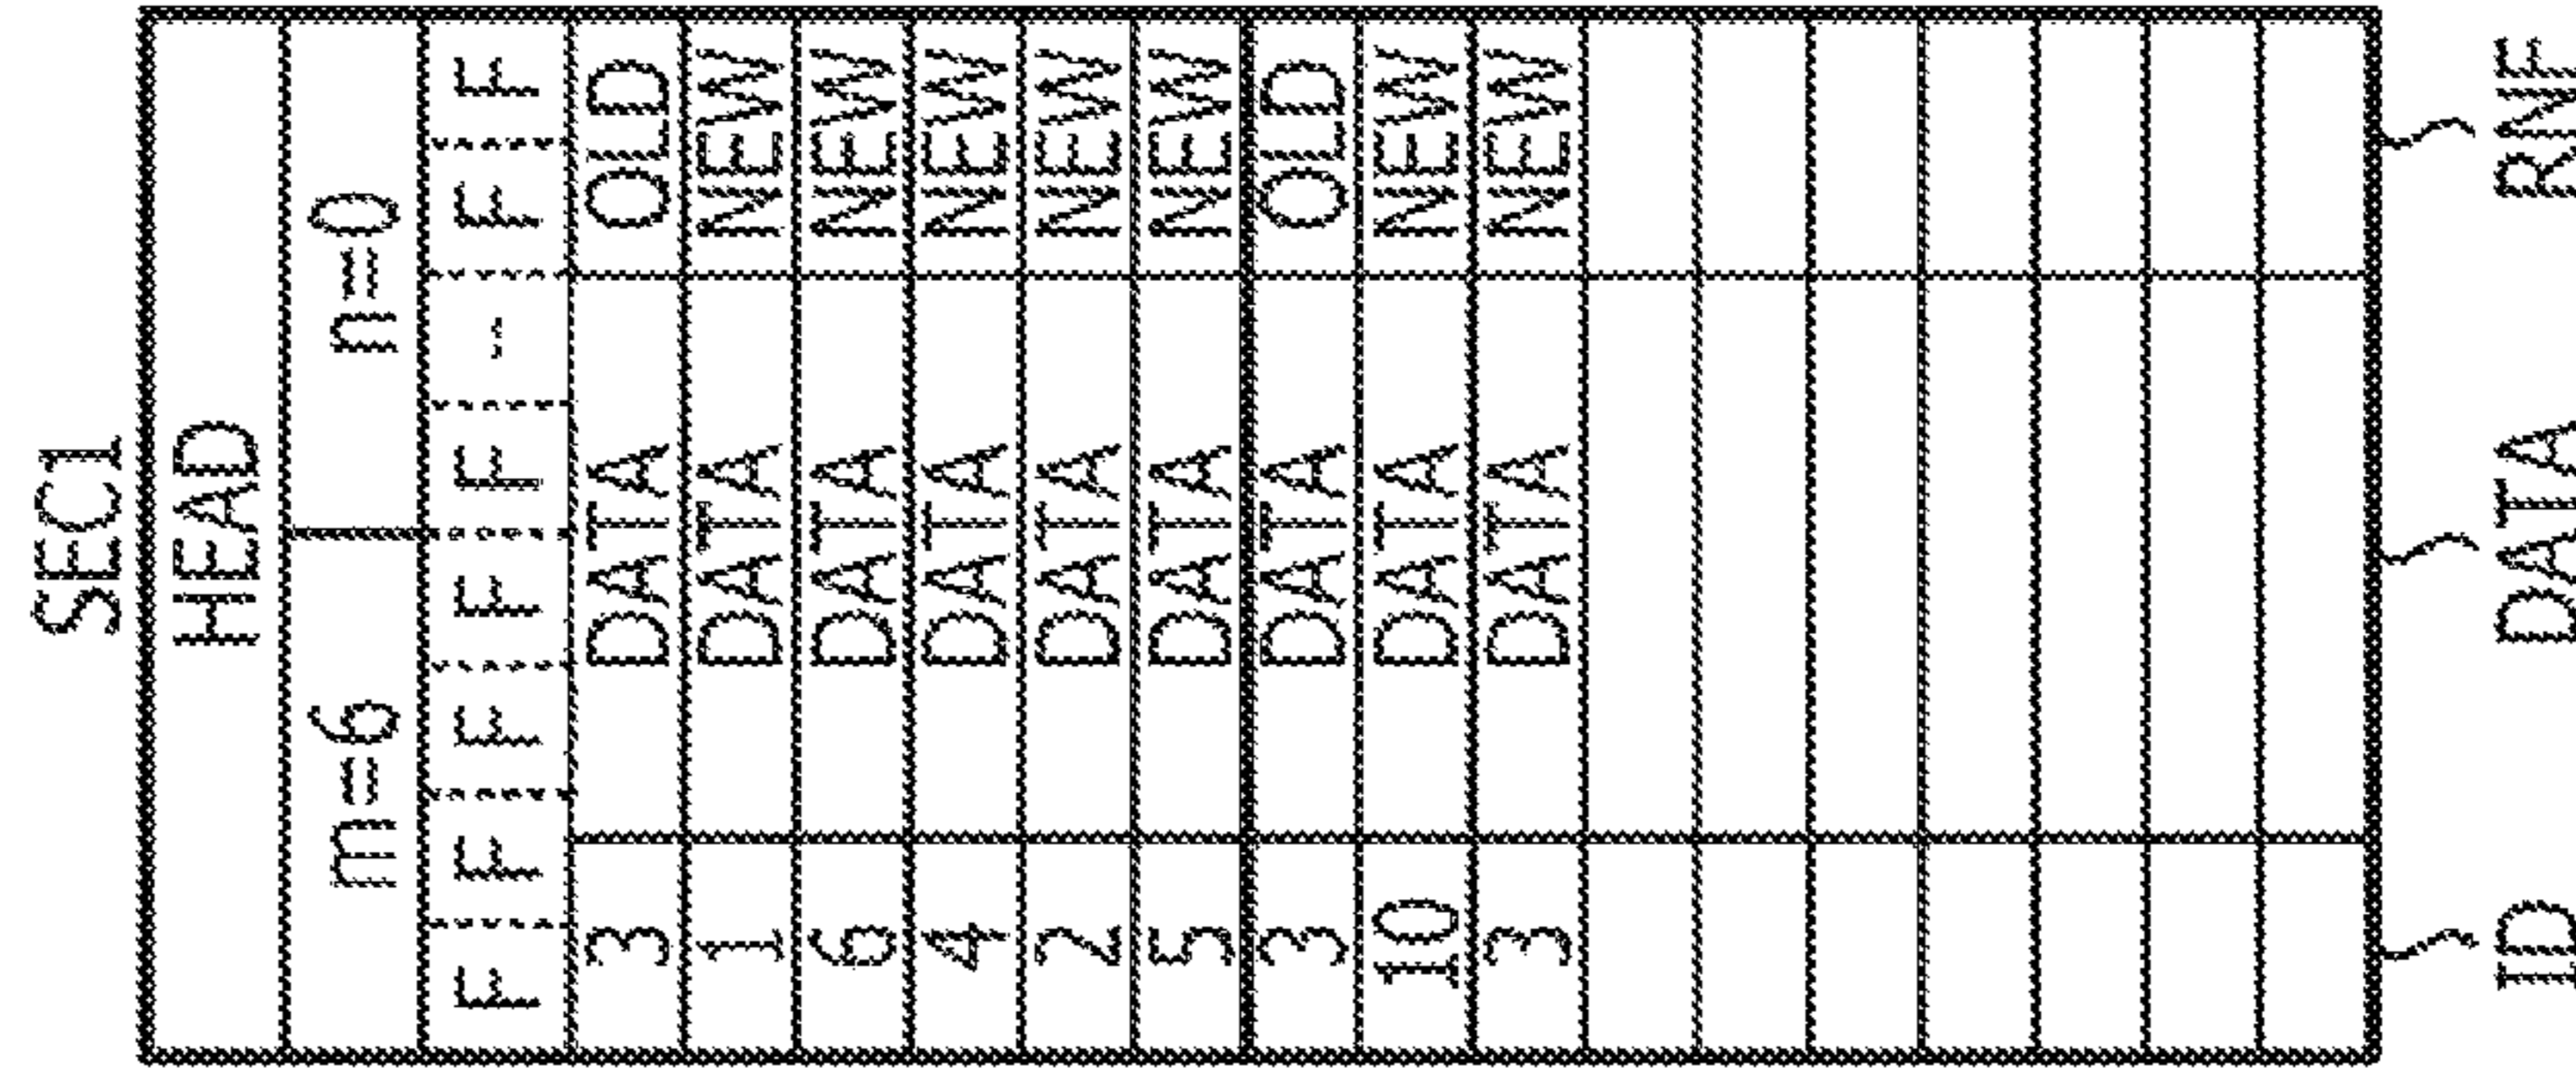 SEC1
HEAD
m=6 n=0
F F F F F ... F F
3 DATA OLD
1 DATA NEW
6 DATA NEW
4 DATA NEW
2 DATA NEW
5 DATA NEW
3 DATA OLD
10 DATA NEW
3 DATA NEW
ID DATA RNF